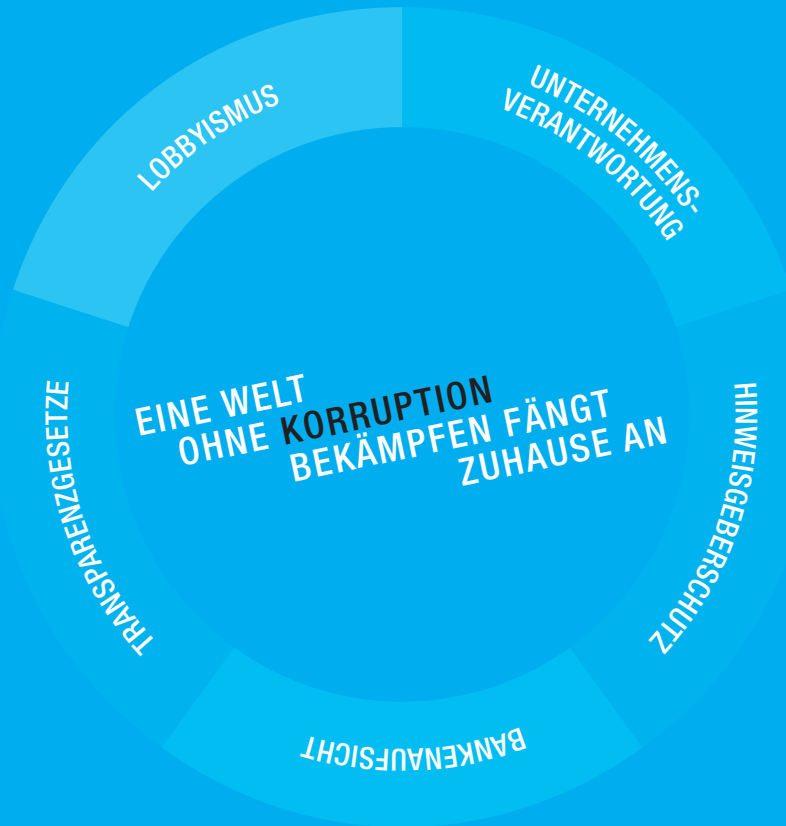 LOBBYISMUS
UNTERNEHMENS-
VERANTWORTUNG
EINE WELT
OHNE KORRUPTION
BEKÄMPFEN FÄNGT
ZUHAUSE AN
TRANSPARENZGESETZE
HINWEISGEBERSCHUTZ
BANKENAUFSICHT